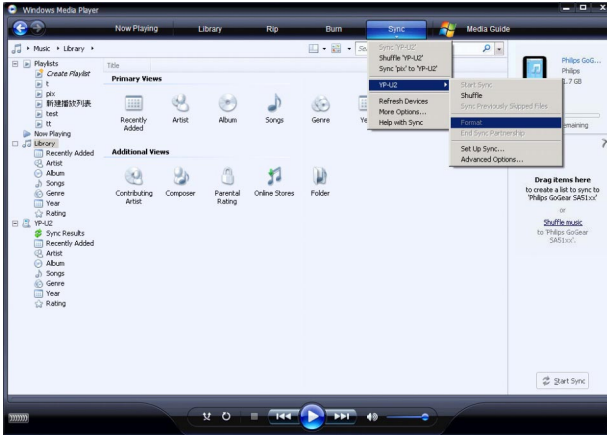 Windows Media Player
Now Playing
Library
Rip
Burn
Sync
Media Guide
Music
Library
Playlists
Create Playlist
t
pix
新建播放列表
test
tt
Now Playing
Library
Recently Added
Artist
Album
Songs
Genre
Year
Rating
YP-U2
Sync Results
Recently Added
Artist
Album
Songs
Genre
Year
Rating
Title
Primary Views
Recently Added
Artist
Album
Songs
Genre
Additional Views
Contributing Artist
Composer
Parental Rating
Online Stores
Folder
Sync 'YP-U2'
Shuffle 'YP-U2'
Sync 'pix' to 'YP-U2'
YP-U2
Refresh Devices
More Options...
Help with Sync
Start Sync
Shuffle
Sync Previously Skipped Files
Format
End Sync Partnership
Set Up Sync...
Advanced Options...
Philips GoG...
Philips
1.7 GB
emaining
Drag items here
to create a list to sync to
'Philips GoGear SA51xx'
or
Shuffle music
to 'Philips GoGear
SA51xx'.
Start Sync